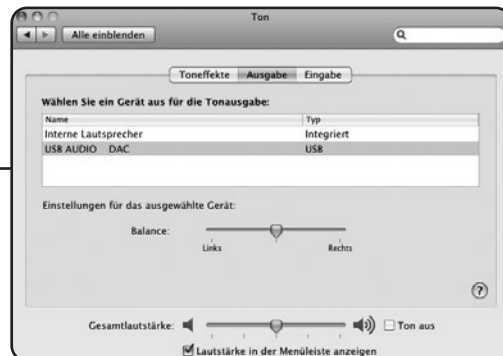 Ton
Alle einblenden
Toneffekte Ausgabe Eingabe
Wählen Sie ein Gerät aus für die Tonausgabe:
Name Typ
Interne Lautsprecher Integriert
USB AUDIO DAC USB
Einstellungen für das ausgewählte Gerät:
Balance:
Links Rechts
?
Gesamtlautstärke: Ton aus
Lautstärke in der Menüleiste anzeigen